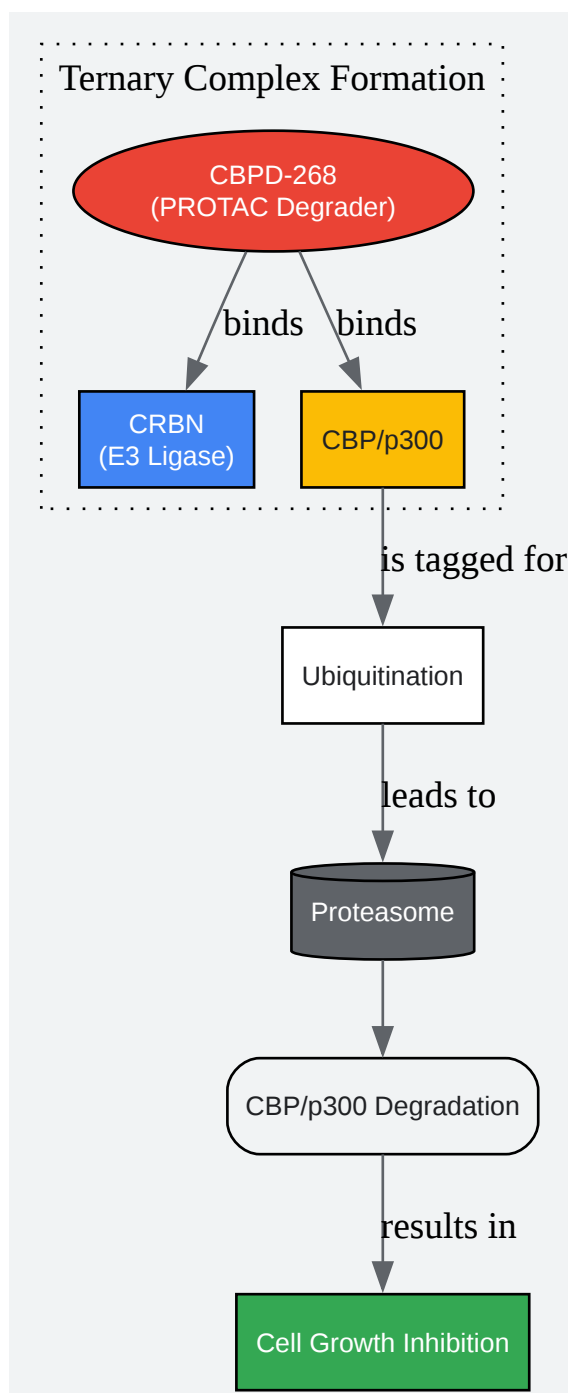 Ternary Complex Formation
CBPD-268
(PROTAC Degrader)
binds
binds
CRBN
(E3 Ligase)
CBP/p300
is tagged for
Ubiquitination
leads to
Proteasome
CBP/p300 Degradation
results in
Cell Growth Inhibition